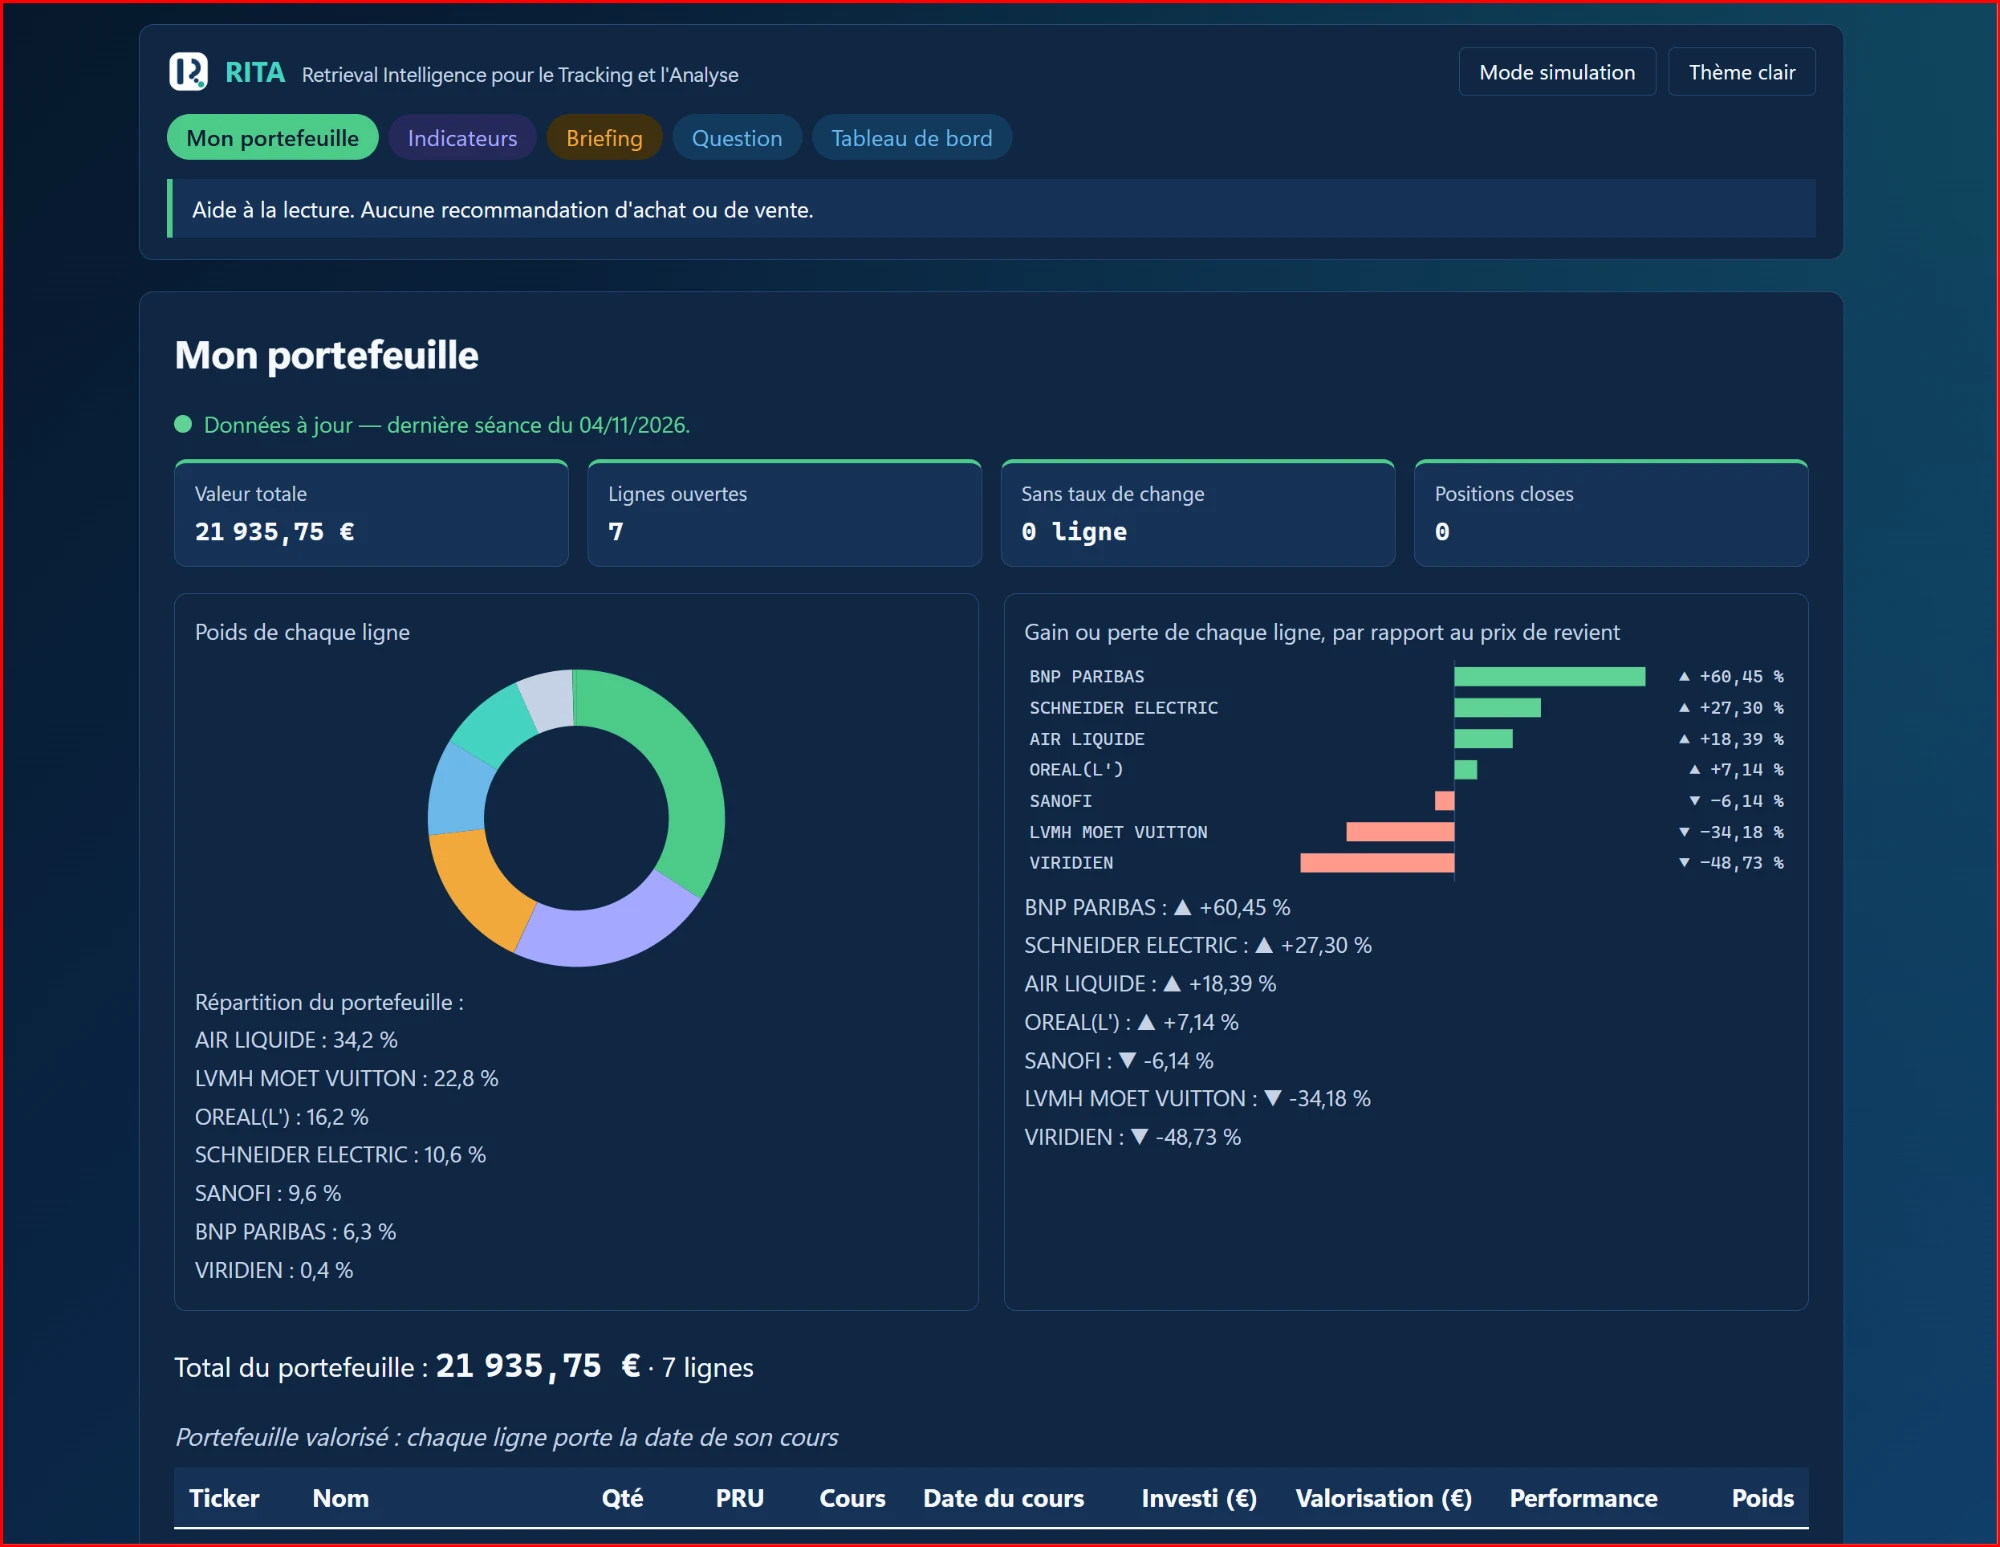 RITA Retrieval Intelligence pour le Tracking et l'Analyse
Mode simulation
Thème clair
Mon portefeuille
Indicateurs
Briefing
Question
Tableau de bord
Aide à la lecture. Aucune recommandation d'achat ou de vente.
Mon portefeuille
Données à jour — dernière séance du 04/11/2026.
Valeur totale
21 935,75 €
Lignes ouvertes
7
Sans taux de change
0 ligne
Positions closes
0
Poids de chaque ligne
Répartition du portefeuille :
AIR LIQUIDE : 34,2 %
LVMH MOET VUITTON : 22,8 %
OREAL(L') : 16,2 %
SCHNEIDER ELECTRIC : 10,6 %
SANOFI : 9,6 %
BNP PARIBAS : 6,3 %
VIRIDIEN : 0,4 %
Gain ou perte de chaque ligne, par rapport au prix de revient
BNP PARIBAS ▲ +60,45 %
SCHNEIDER ELECTRIC ▲ +27,30 %
AIR LIQUIDE ▲ +18,39 %
OREAL(L') ▲ +7,14 %
SANOFI ▼ −6,14 %
LVMH MOET VUITTON ▼ −34,18 %
VIRIDIEN ▼ −48,73 %
BNP PARIBAS : ▲ +60,45 %
SCHNEIDER ELECTRIC : ▲ +27,30 %
AIR LIQUIDE : ▲ +18,39 %
OREAL(L') : ▲ +7,14 %
SANOFI : ▼ -6,14 %
LVMH MOET VUITTON : ▼ -34,18 %
VIRIDIEN : ▼ -48,73 %
Total du portefeuille : 21 935,75 € · 7 lignes
Portefeuille valorisé : chaque ligne porte la date de son cours
Ticker Nom Qté PRU Cours Date du cours Investi (€) Valorisation (€) Performance Poids